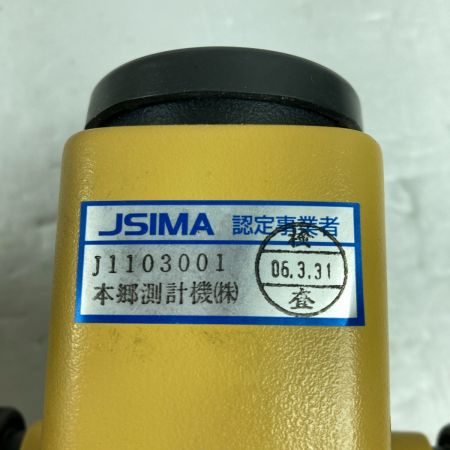 JSIMA 認定事業者
J1103001
本郷測計機(株)
検
06.3.31
査